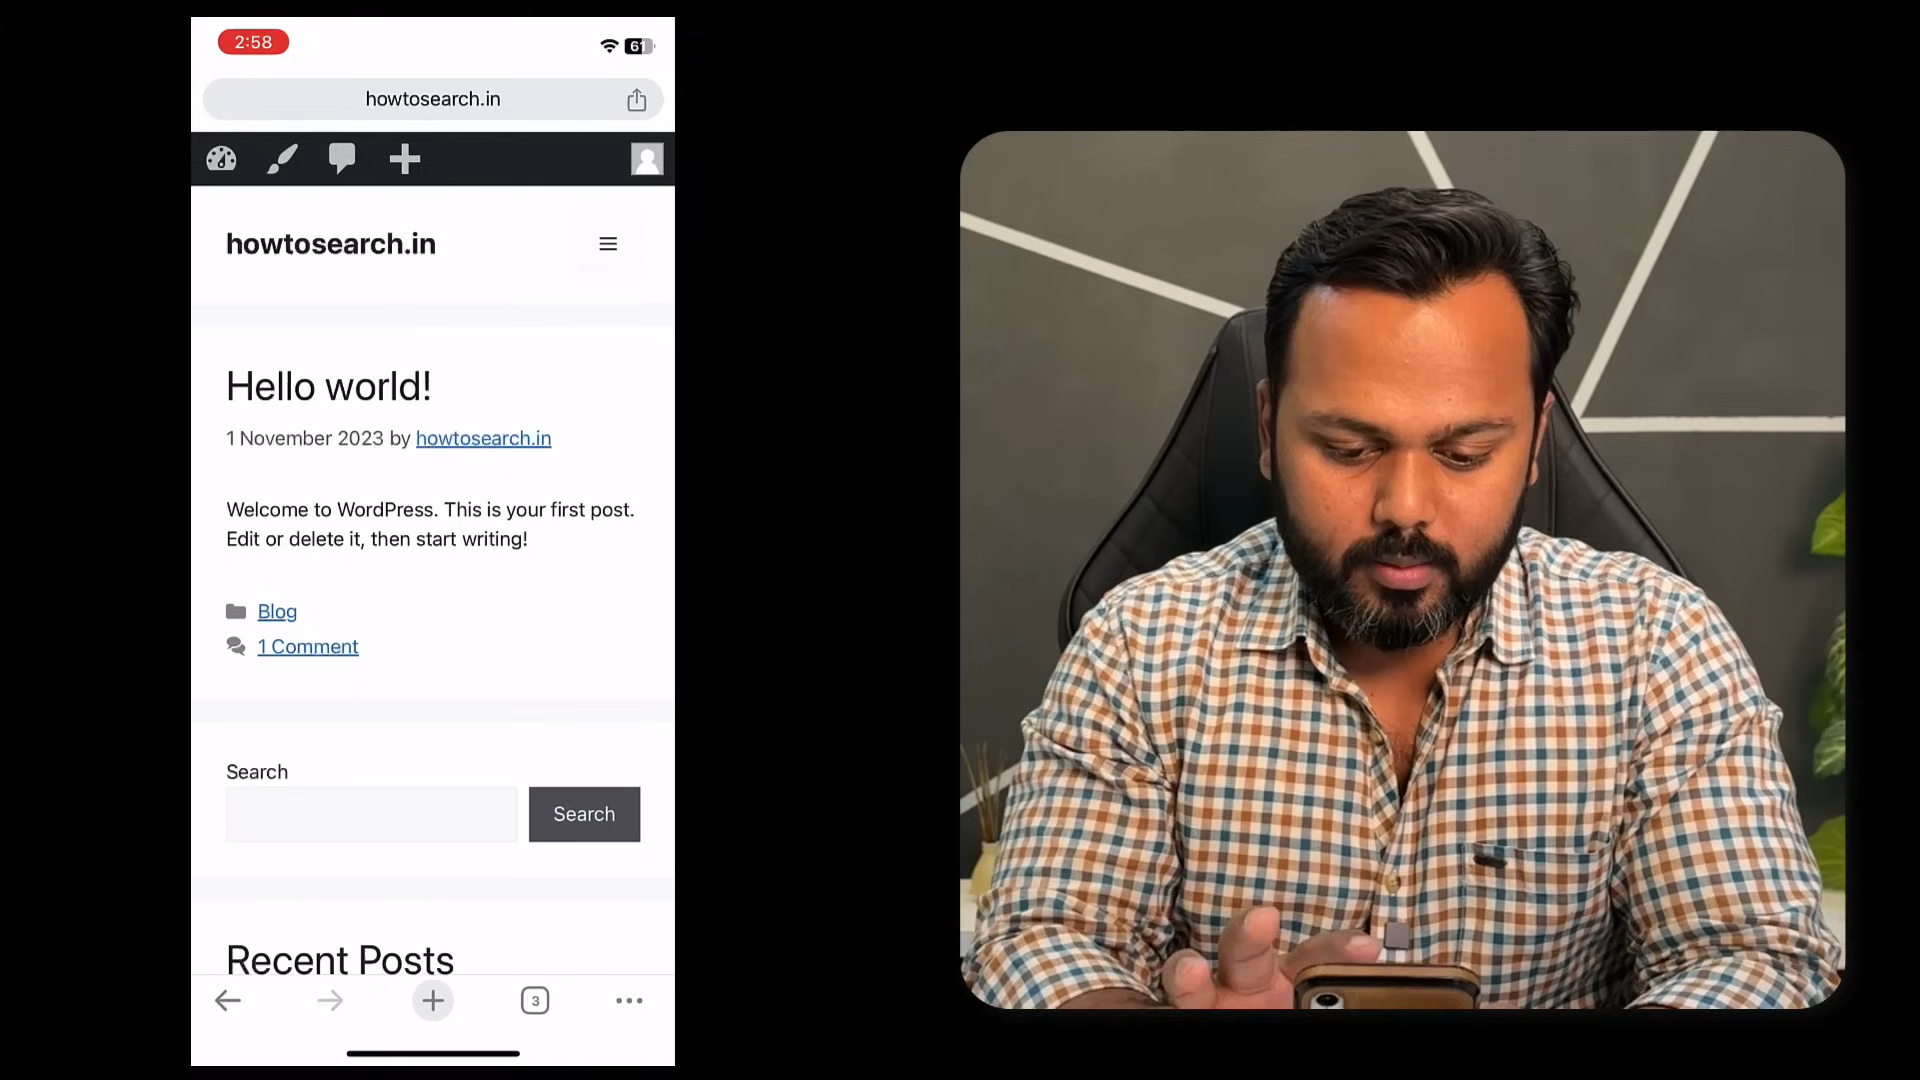 2:58
61
howtosearch.in
howtosearch.in
Hello world!
1 November 2023 by howtosearch.in
Welcome to WordPress. This is your first post.
Edit or delete it, then start writing!
Blog
1 Comment
Search
Search
Recent Posts
3